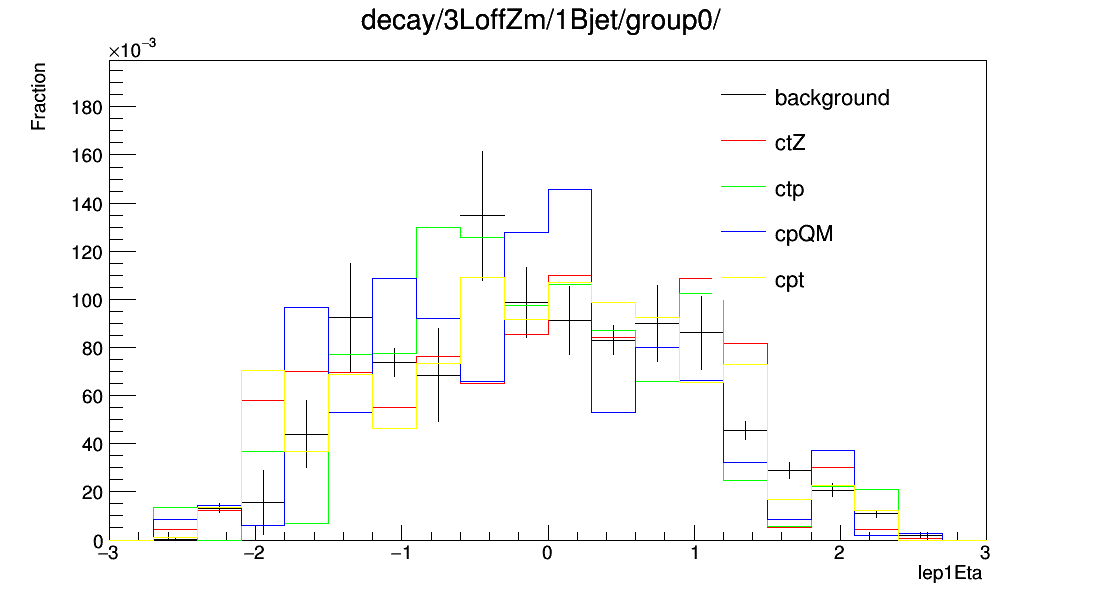 decay/3LoffZm/1Bjet/group0/
×10⁻³
Fraction
180
160
140
120
100
80
60
40
20
0
background
ctZ
ctp
cpQM
cpt
−3 −2 −1 0 1 2 3
lep1Eta